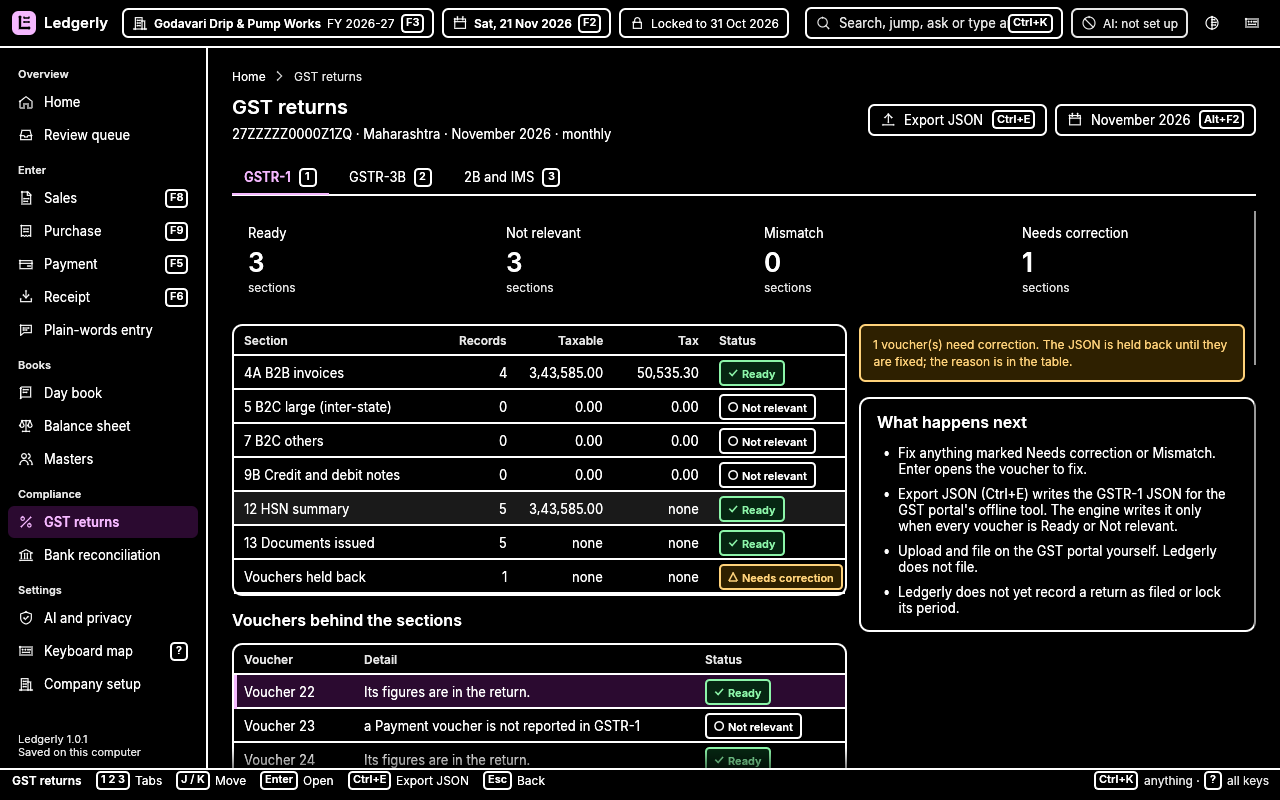 Ledgerly
Godavari Drip & Pump Works FY 2026-27 F3
Sat, 21 Nov 2026 F2
Locked to 31 Oct 2026
Search, jump, ask or type a Ctrl+K
AI: not set up
Overview
Home
Review queue
Enter
Sales F8
Purchase F9
Payment F5
Receipt F6
Plain-words entry
Books
Day book
Balance sheet
Masters
Compliance
GST returns
Bank reconciliation
Settings
AI and privacy
Keyboard map ?
Company setup
Ledgerly 1.0.1
Saved on this computer
Home > GST returns
GST returns
27ZZZZZ0000Z1ZQ · Maharashtra · November 2026 · monthly
Export JSON Ctrl+E
November 2026 Alt+F2
GSTR-1 1 GSTR-3B 2 2B and IMS 3
Ready Not relevant Mismatch Needs correction
3 3 0 1
sections sections sections sections
Section Records Taxable Tax Status
4A B2B invoices 4 3,43,585.00 50,535.30 Ready
5 B2C large (inter-state) 0 0.00 0.00 Not relevant
7 B2C others 0 0.00 0.00 Not relevant
9B Credit and debit notes 0 0.00 0.00 Not relevant
12 HSN summary 5 3,43,585.00 none Ready
13 Documents issued 5 none none Ready
Vouchers held back 1 none none Needs correction
1 voucher(s) need correction. The JSON is held back until they
are fixed; the reason is in the table.
What happens next
• Fix anything marked Needs correction or Mismatch.
Enter opens the voucher to fix.
• Export JSON (Ctrl+E) writes the GSTR-1 JSON for the
GST portal's offline tool. The engine writes it only
when every voucher is Ready or Not relevant.
• Upload and file on the GST portal yourself. Ledgerly
does not file.
• Ledgerly does not yet record a return as filed or lock
its period.
Vouchers behind the sections
Voucher Detail Status
Voucher 22 Its figures are in the return. Ready
Voucher 23 a Payment voucher is not reported in GSTR-1 Not relevant
Voucher 24 Its figures are in the return. Ready
GST returns 1 2 3 Tabs J / K Move Enter Open Ctrl+E Export JSON Esc Back
Ctrl+K anything · ? all keys